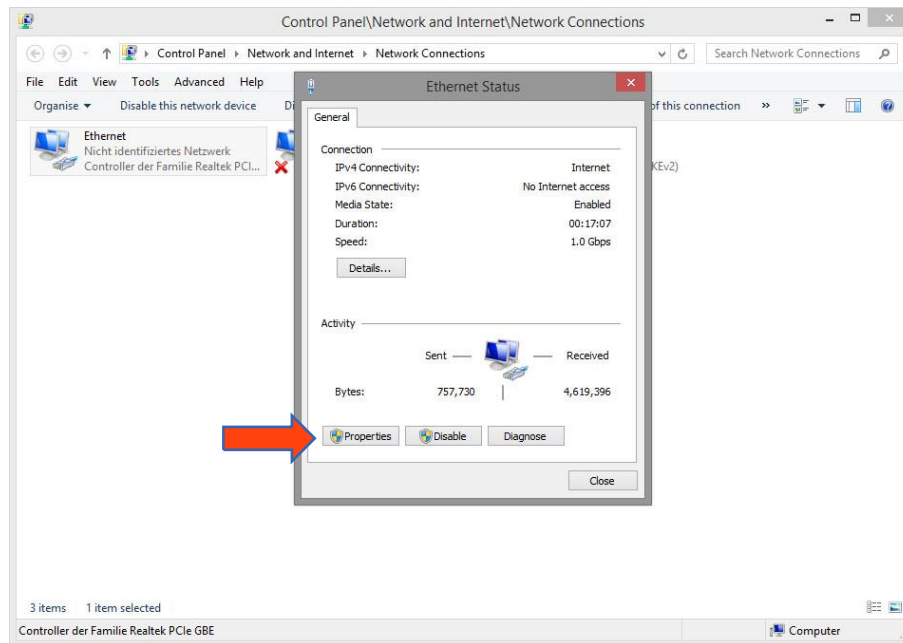 Control Panel\Network and Internet\Network Connections
Control Panel Network and Internet Network Connections
Search Network Connections
File Edit View Tools Advanced Help
Organise Disable this network device Di
of this connection »
Ethernet
Nicht identifiziertes Netzwerk
Controller der Familie Realtek PCI...
KEv2)
Ethernet Status
General
Connection
IPv4 Connectivity: Internet
IPv6 Connectivity: No Internet access
Media State: Enabled
Duration: 00:17:07
Speed: 1.0 Gbps
Details...
Activity
Sent — — Received
Bytes: 757,730 4,619,396
Properties Disable Diagnose
Close
3 items 1 item selected
Controller der Familie Realtek PCIe GBE Computer